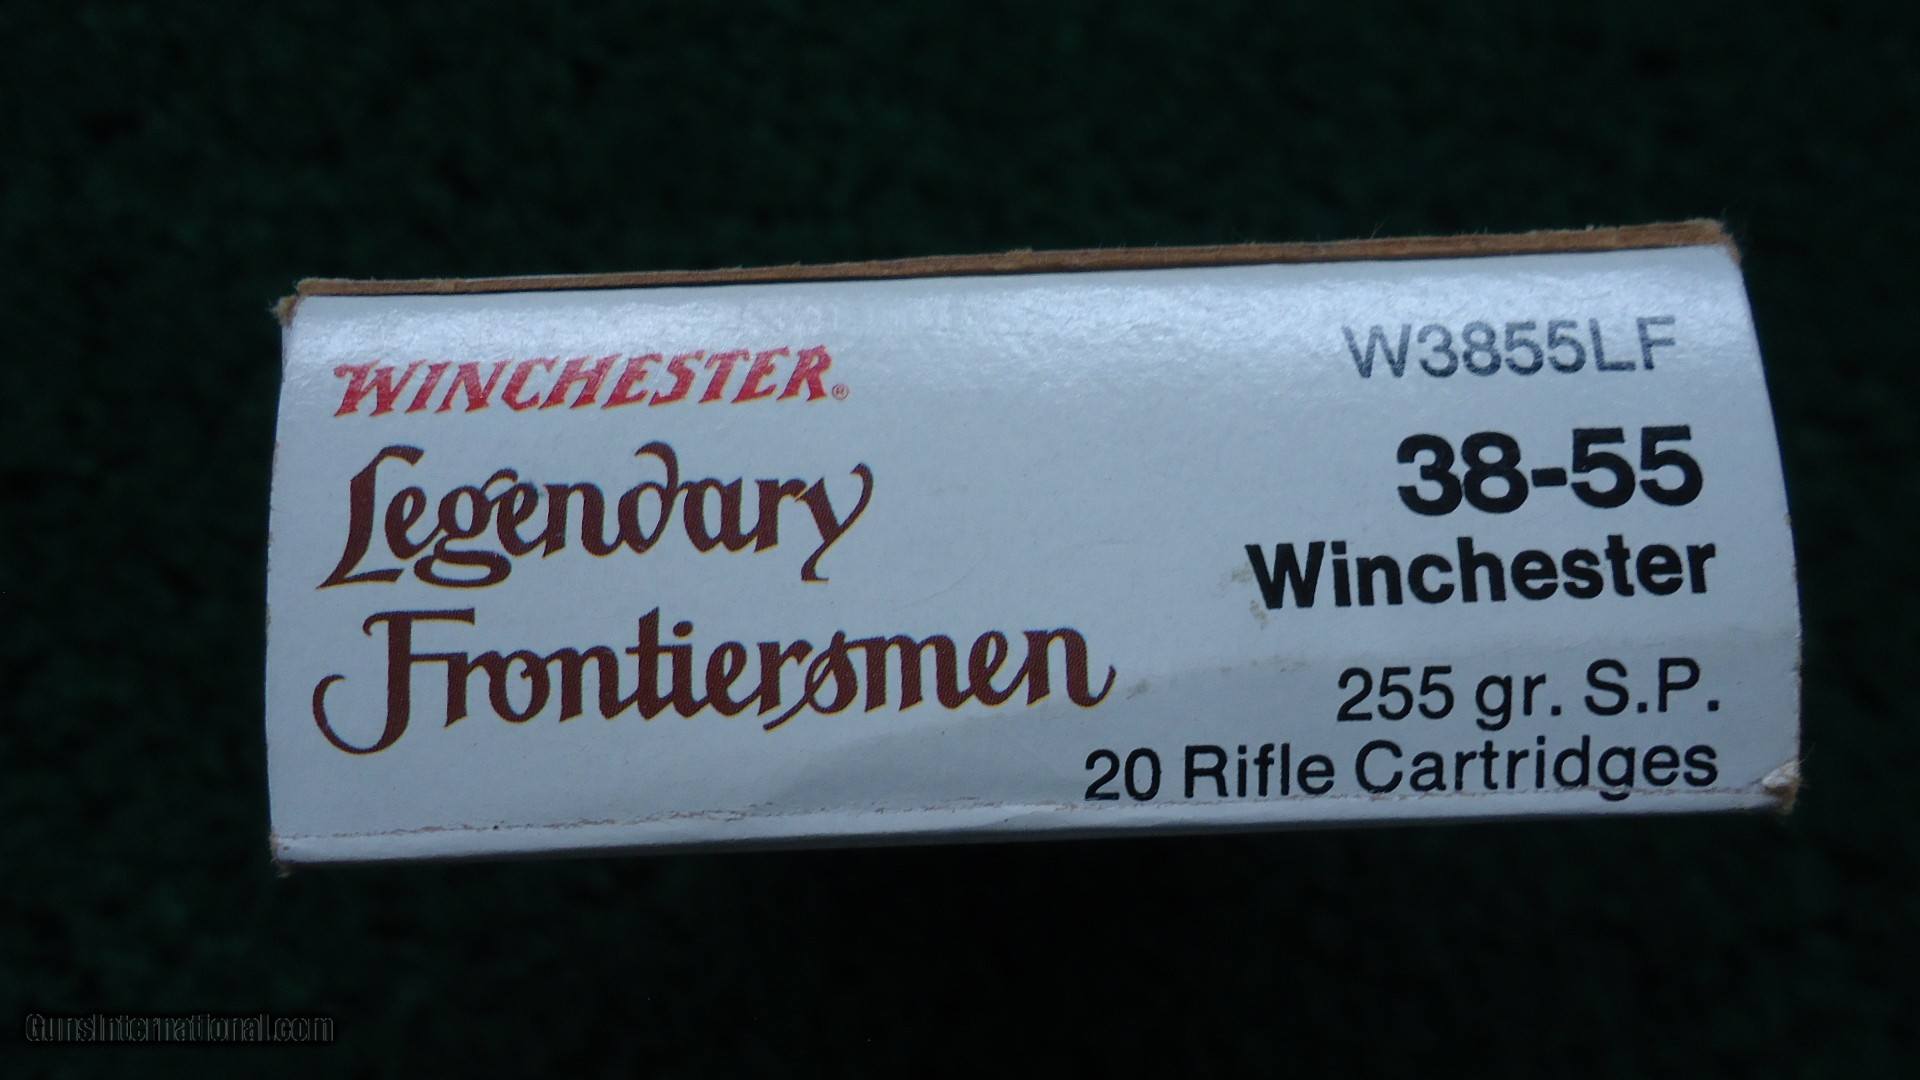 WINCHESTER®
Legendary
Frontiersmen
W3855LF
38-55
Winchester
255 gr. S.P.
20 Rifle Cartridges
GunsInternational.com